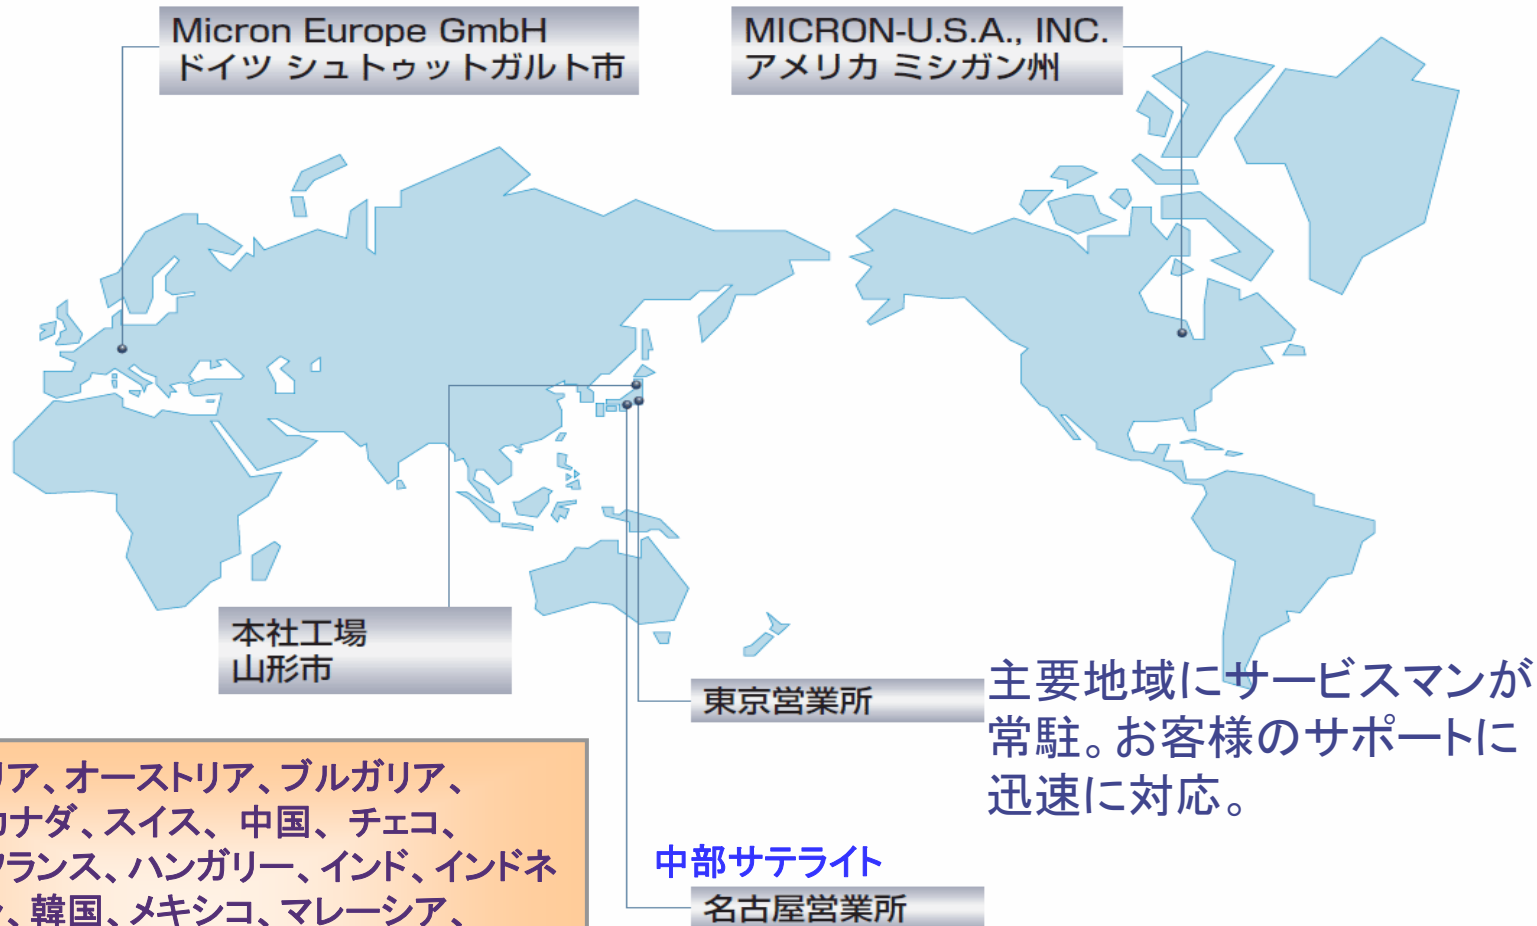 Micron Europe GmbH
ドイツ シュトゥットガルト市
MICRON-U.S.A., INC.
アメリカ ミシガン州
本社工場
山形市
東京営業所
主要地域にサービスマンが
常駐。お客様のサポートに
迅速に対応。
リア、オーストリア、ブルガリア、
カナダ、スイス、中国、チェコ、
フランス、ハンガリー、インド、インドネ
、韓国、メキシコ、マレーシア、
中部サテライト
名古屋営業所